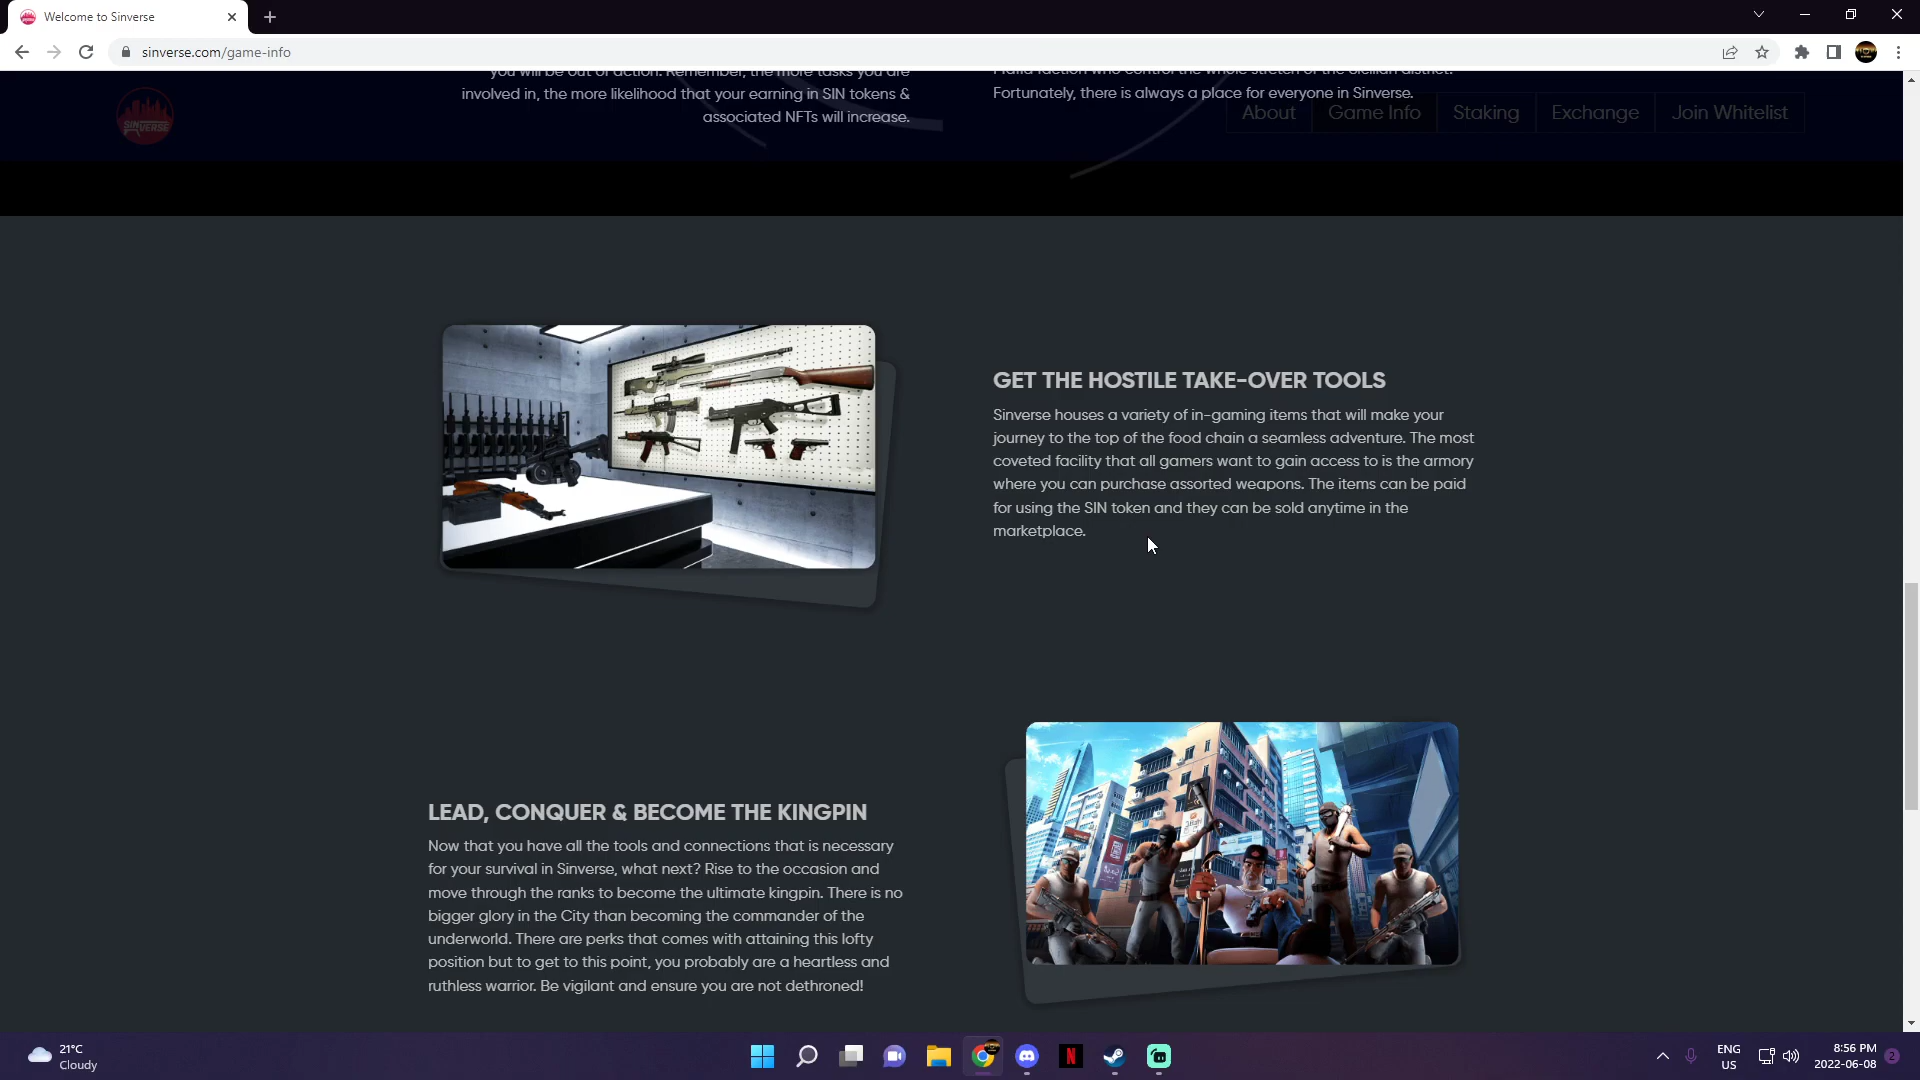 Welcome to Sinverse
sinverse.com/game-info
you will be out of action. Remember, the more tasks you are
involved in, the more likelihood that your earning in SIN tokens &
associated NFTs will increase.
Mafia faction who control the whole stretch of the Sicilian district.
Fortunately, there is always a place for everyone in Sinverse.
SINVERSE
About
Game Info
Staking
Exchange
Join Whitelist
GET THE HOSTILE TAKE-OVER TOOLS
Sinverse houses a variety of in-gaming items that will make your
journey to the top of the food chain a seamless adventure. The most
coveted facility that all gamers want to gain access to is the armory
where you can purchase assorted weapons. The items can be paid
for using the SIN token and they can be sold anytime in the
marketplace.
LEAD, CONQUER & BECOME THE KINGPIN
Now that you have all the tools and connections that is necessary
for your survival in Sinverse, what next? Rise to the occasion and
move through the ranks to become the ultimate kingpin. There is no
bigger glory in the City than becoming the commander of the
underworld. There are perks that comes with attaining this lofty
position but to get to this point, you probably are a heartless and
ruthless warrior. Be vigilant and ensure you are not dethroned!
21°C
Cloudy
N
ENG
US
8:56 PM
2022-06-08
2